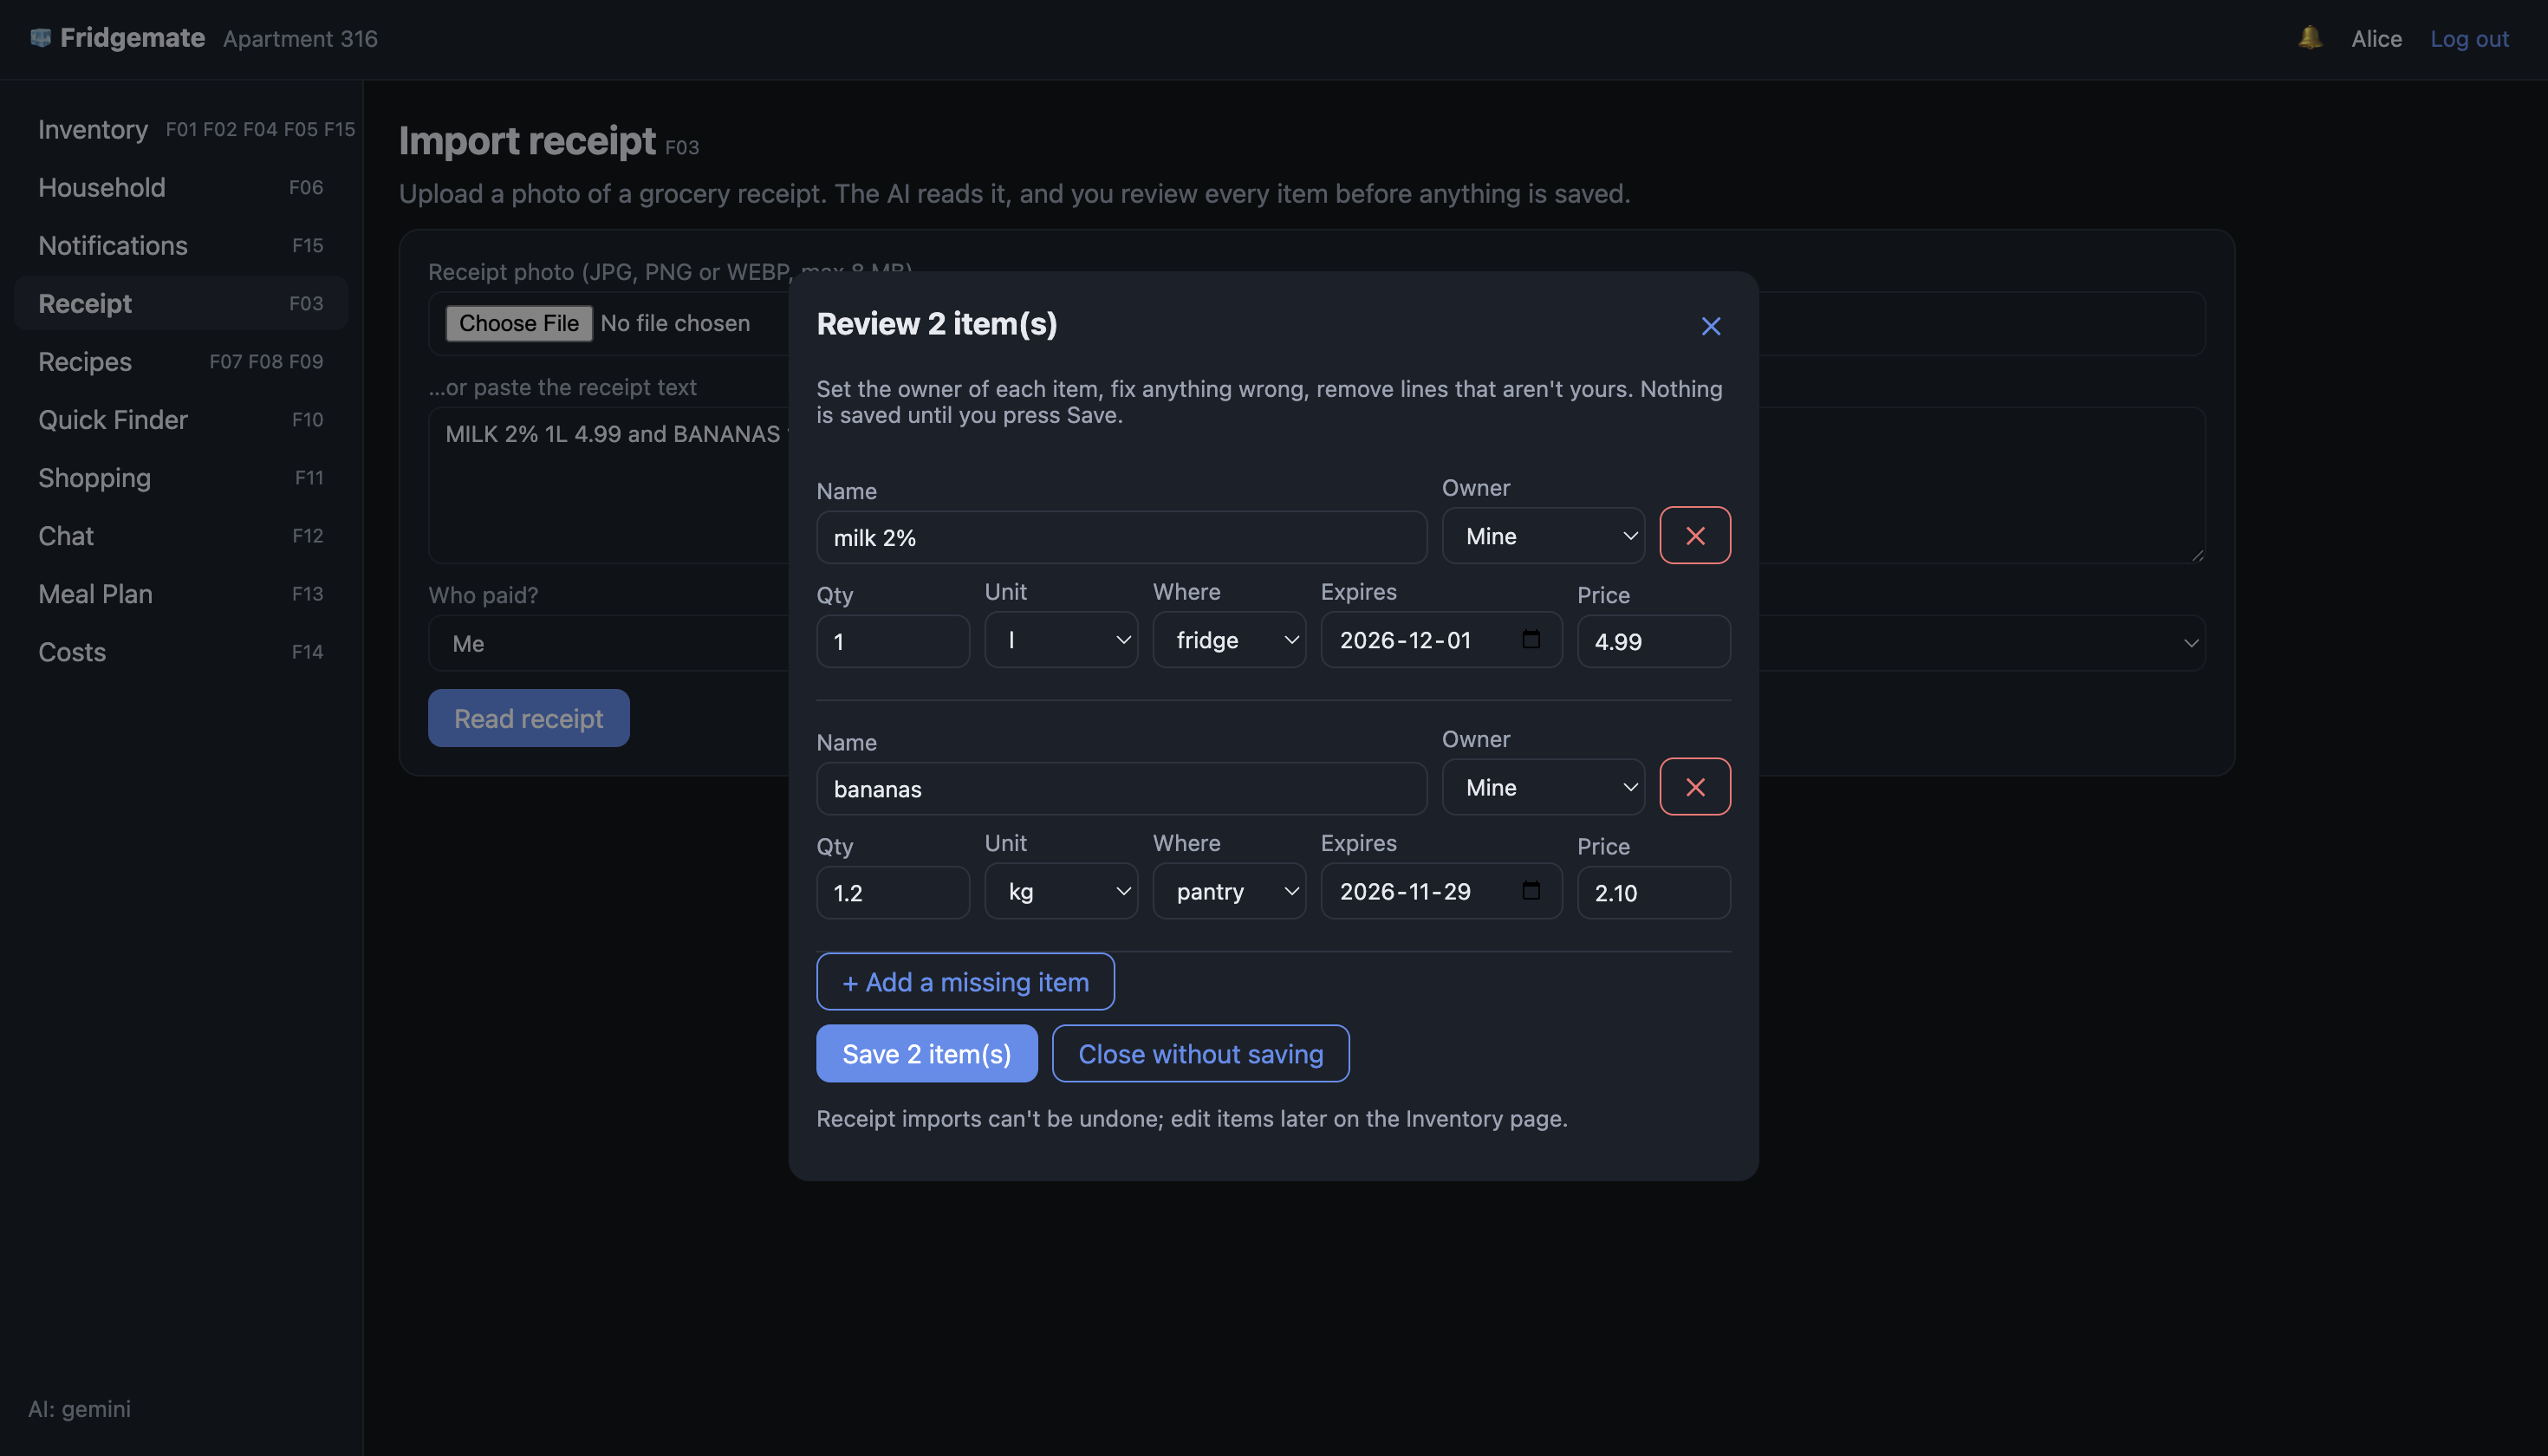 Fridgemate Apartment 316
Alice Log out
Inventory F01 F02 F04 F05 F15
Household F06
Notifications F15
Receipt F03
Recipes F07 F08 F09
Quick Finder F10
Shopping F11
Chat F12
Meal Plan F13
Costs F14
AI: gemini
Import receipt F03
Upload a photo of a grocery receipt. The AI reads it, and you review every item before anything is saved.
Receipt photo (JPG, PNG or WEBP, max 8 MB)
Choose File No file chosen
...or paste the receipt text
MILK 2% 1L 4.99 and BANANAS
Who paid?
Me
Read receipt
Review 2 item(s)
Set the owner of each item, fix anything wrong, remove lines that aren't yours. Nothing
is saved until you press Save.
Name Owner
milk 2% Mine
Qty Unit Where Expires Price
1 l fridge 2026-12-01 4.99
Name Owner
bananas Mine
Qty Unit Where Expires Price
1.2 kg pantry 2026-11-29 2.10
+ Add a missing item
Save 2 item(s) Close without saving
Receipt imports can't be undone; edit items later on the Inventory page.